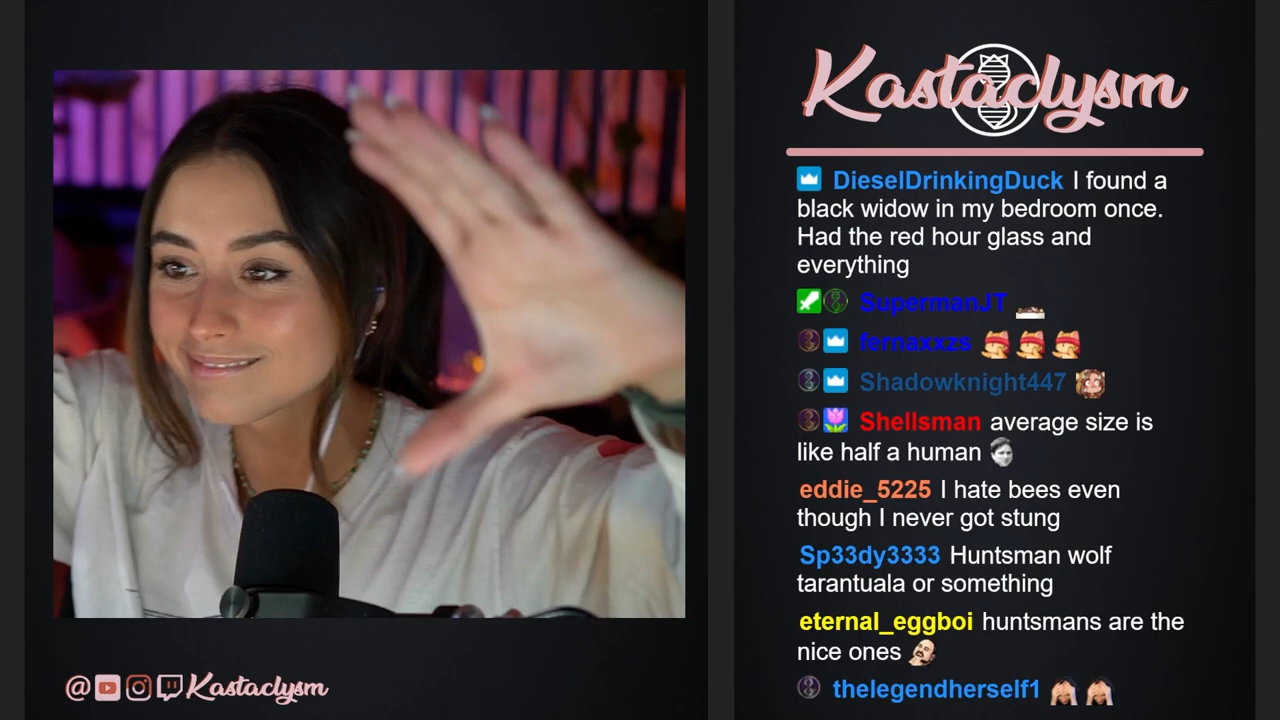 Kastaclysm
DieselDrinkingDuck I found a
black widow in my bedroom once.
Had the red hour glass and
everything
SupermanJT
fernaxxzs
Shadowknight447
Shellsman average size is
like half a human
eddie_5225 I hate bees even
though I never got stung
Sp33dy3333 Huntsman wolf
tarantuala or something
eternal_eggboi huntsmans are the
nice ones
thelegendherself1
@ Kastaclysm